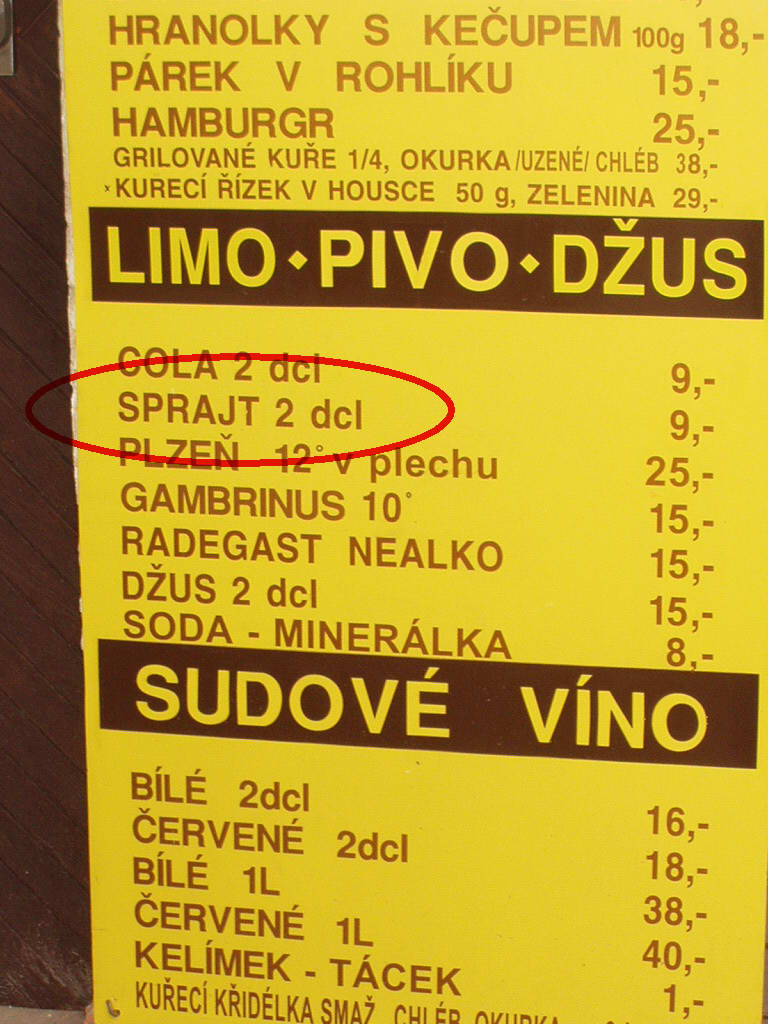 HRANOLKY S KEČUPEM 100g 18,-
PÁREK V ROHLÍKU 15,-
HAMBURGR 25,-
GRILOVANÉ KUŘE 1/4, OKURKA /UZENÉ/ CHLÉB 38,-
×KURECÍ ŘÍZEK V HOUSCE 50 g, ZELENINA 29,-
LIMO · PIVO · DŽUS
COLA 2 dcl 9,-
SPRAJT 2 dcl 9,-
PLZEŇ 12° v plechu 25,-
GAMBRINUS 10° 15,-
RADEGAST NEALKO 15,-
DŽUS 2 dcl 15,-
SODA - MINERÁLKA 8,-
SUDOVÉ VÍNO
BÍLÉ 2dcl 16,-
ČERVENÉ 2dcl 18,-
BÍLÉ 1L 38,-
ČERVENÉ 1L 40,-
KELÍMEK - TÁCEK 1,-
KUŘECÍ KŘIDÉLKA SMAŽ. CHLÉB, OKURKA